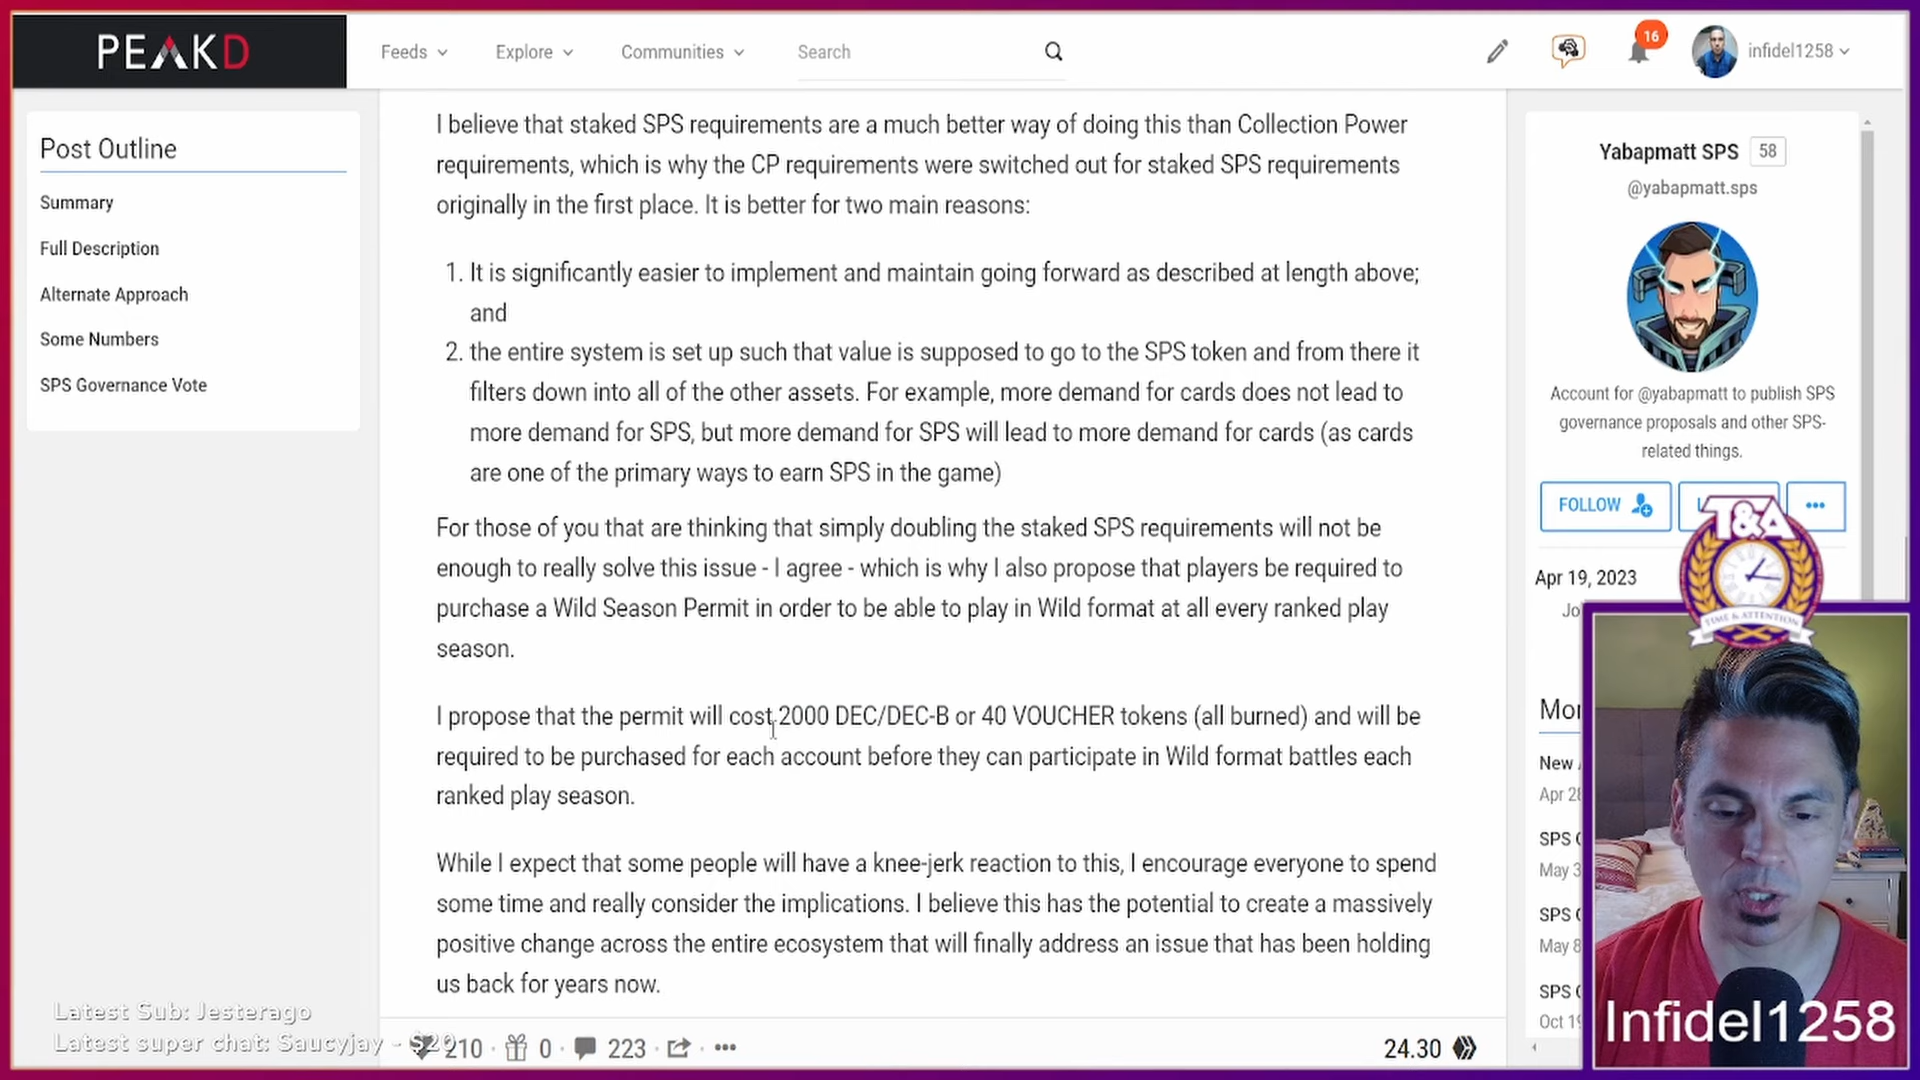 PEAKD
Feeds
Explore
Communities
Search
16
infidel1258
Post Outline
Summary
Full Description
Alternate Approach
Some Numbers
SPS Governance Vote
I believe that staked SPS requirements are a much better way of doing this than Collection Power
requirements, which is why the CP requirements were switched out for staked SPS requirements
originally in the first place. It is better for two main reasons:
1. It is significantly easier to implement and maintain going forward as described at length above;
and
2. the entire system is set up such that value is supposed to go to the SPS token and from there it
filters down into all of the other assets. For example, more demand for cards does not lead to
more demand for SPS, but more demand for SPS will lead to more demand for cards (as cards
are one of the primary ways to earn SPS in the game)
For those of you that are thinking that simply doubling the staked SPS requirements will not be
enough to really solve this issue - I agree - which is why I also propose that players be required to
purchase a Wild Season Permit in order to be able to play in Wild format at all every ranked play
season.
I propose that the permit will cost 2000 DEC/DEC-B or 40 VOUCHER tokens (all burned) and will be
required to be purchased for each account before they can participate in Wild format battles each
ranked play season.
While I expect that some people will have a knee-jerk reaction to this, I encourage everyone to spend
some time and really consider the implications. I believe this has the potential to create a massively
positive change across the entire ecosystem that will finally address an issue that has been holding
us back for years now.
210 · 0 · 223 · •••
24.30
Latest Sub: Jesterago
Latest super chat: Saucyjay - $20
Yabapmatt SPS 58
@yabapmatt.sps
Account for @yabapmatt to publish SPS
governance proposals and other SPS-
related things.
FOLLOW
•••
T&A
TIME & ATTENTION
Apr 19, 2023
Jo
Mor
New
Apr 28
SPS
May 3
SPS
May 8
SPS
Oct 19
Infidel1258